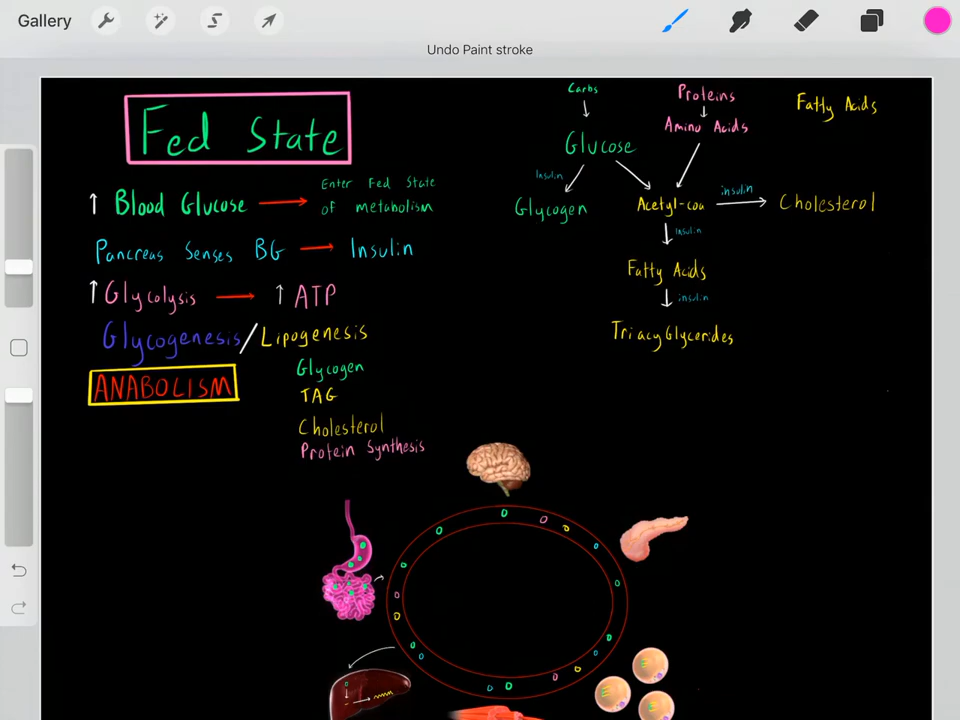 Gallery
Undo Paint stroke
Fed State
↑ Blood Glucose → Enter Fed State
of metabolism
Pancreas Senses BG → Insulin
↑ Glycolysis → ↑ ATP
Glycogenesis / Lipogenesis
ANABOLISM
Glycogen
TAG
Cholesterol
Protein Synthesis
Carbs
Glucose
Insulin
Glycogen
Proteins
Amino Acids
Fatty Acids
Acetyl-coa
insulin
Cholesterol
Insulin
Fatty Acids
insulin
Triacyglycerides